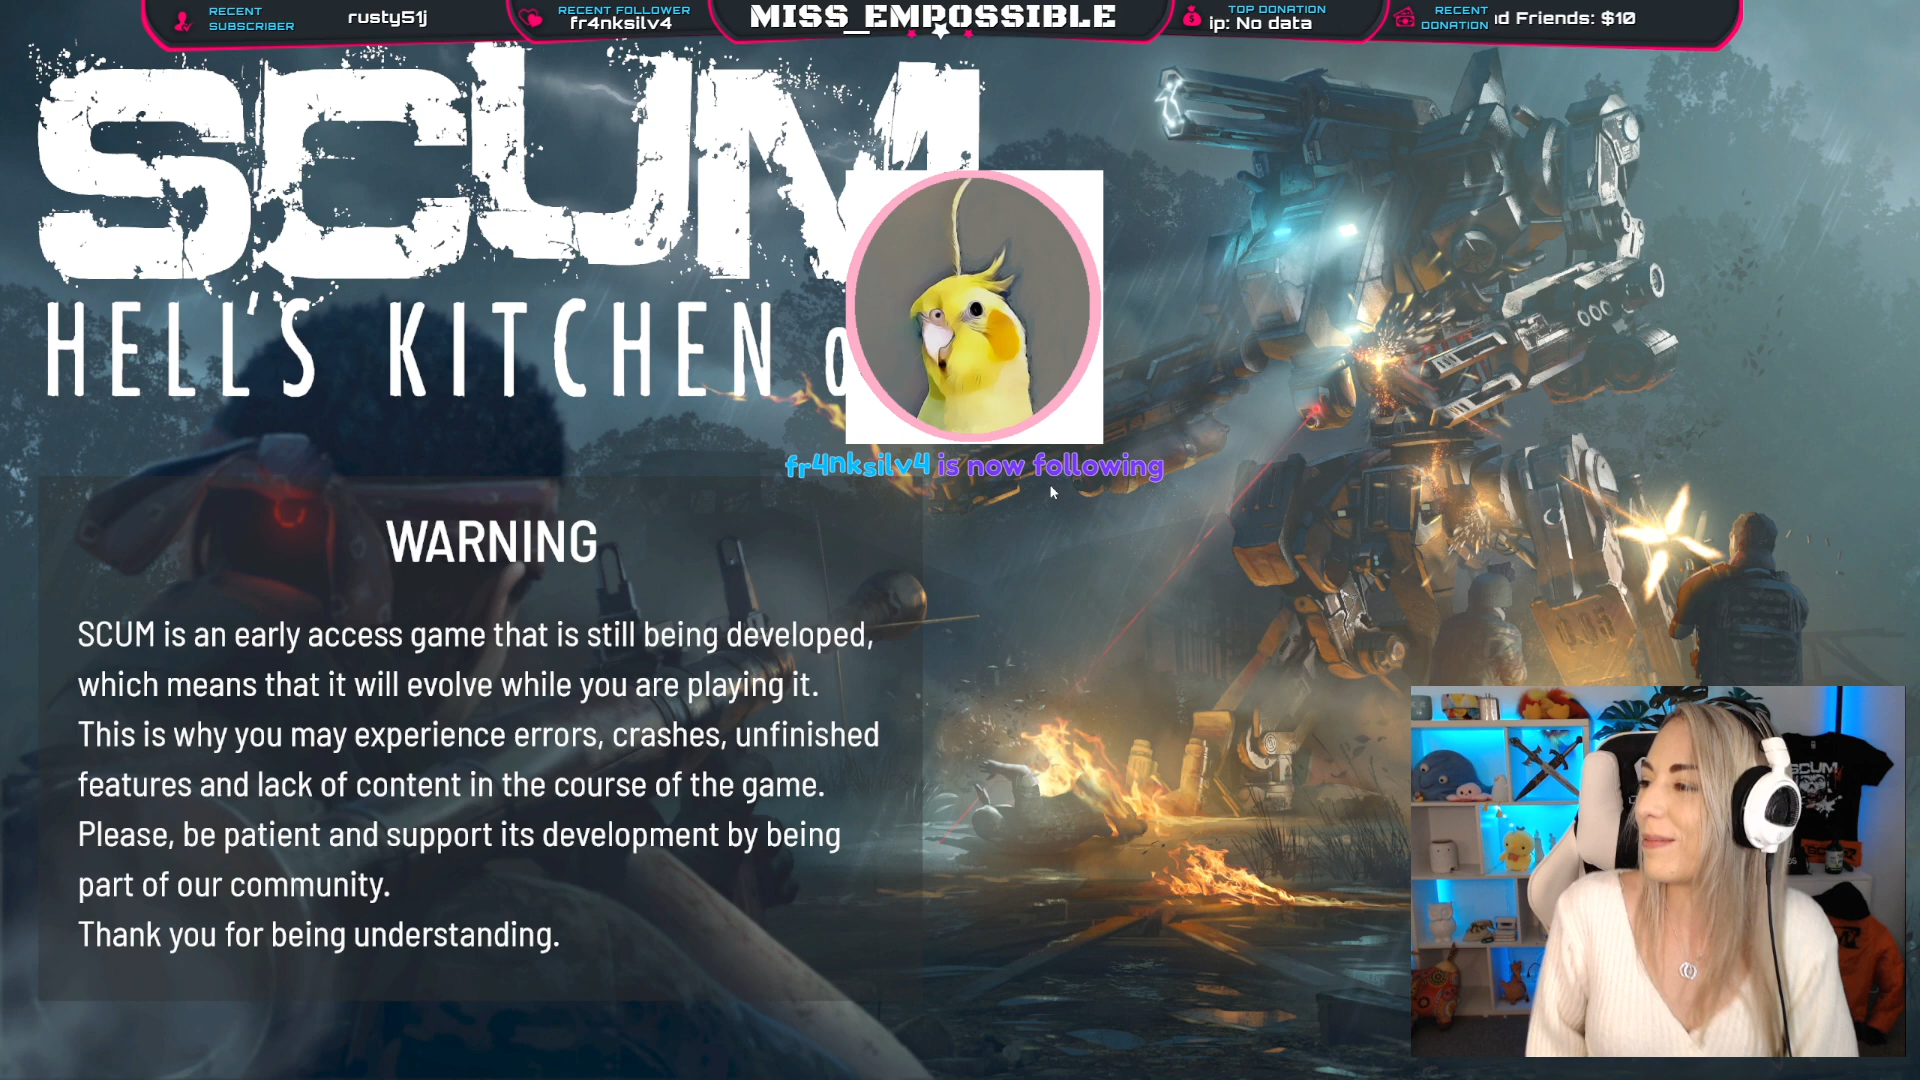 RECENT
SUBSCRIBER
rusty51j
RECENT FOLLOWER
fr4nksilv4
MISS_EMPOSSIBLE
TOP DONATION
ip: No data
RECENT
DONATION
d Friends: $10
SCUM
HELL'S KITCHEN
fr4nksilv4 is now following
WARNING
SCUM is an early access game that is still being developed,
which means that it will evolve while you are playing it.
This is why you may experience errors, crashes, unfinished
features and lack of content in the course of the game.
Please, be patient and support its development by being
part of our community.
Thank you for being understanding.
SCUM